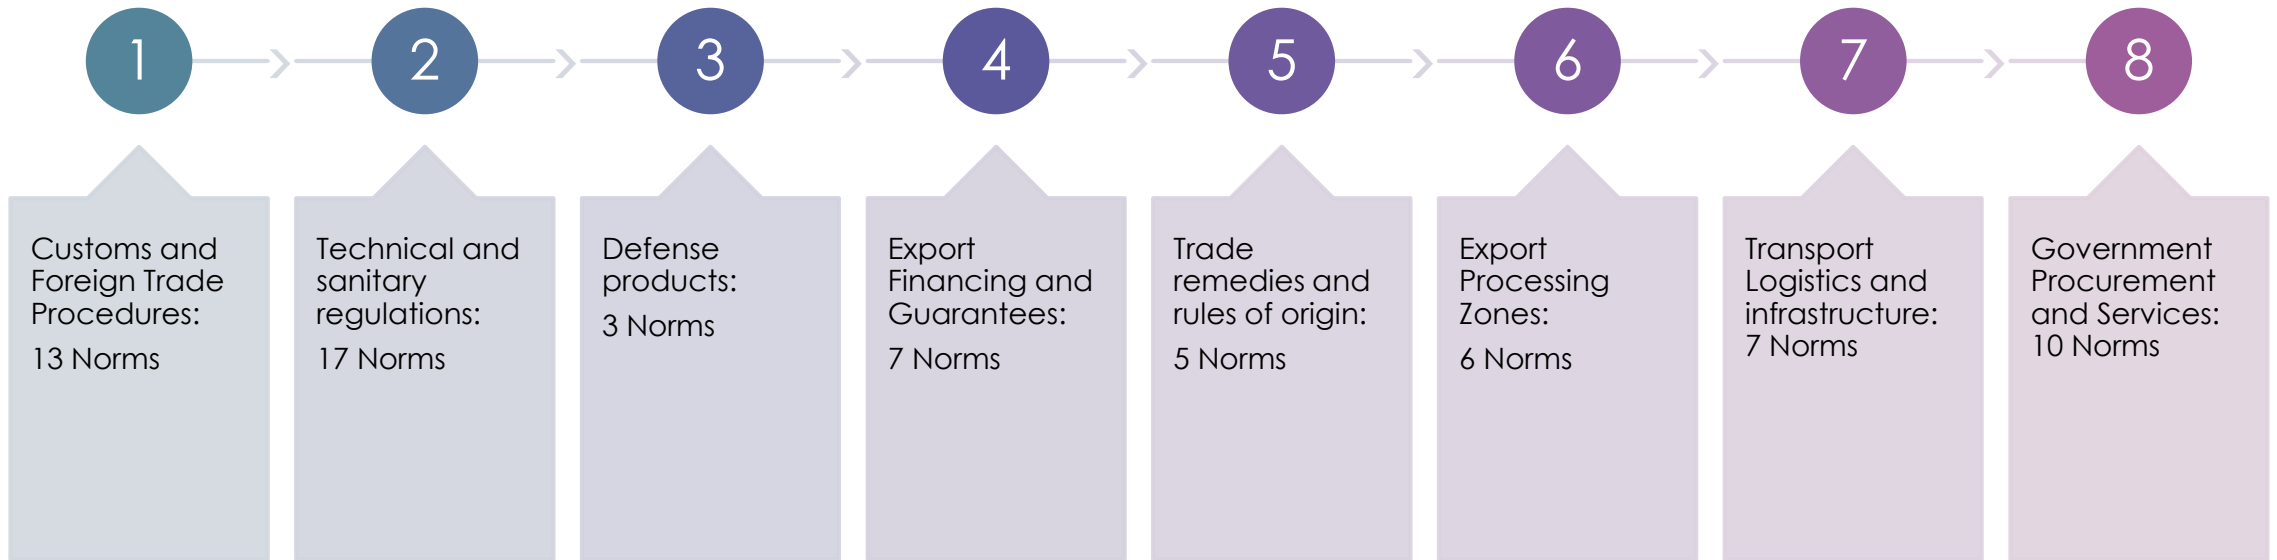 1
2
3
4
5
6
7
8
Customs and
Foreign Trade
Procedures:
13 Norms
Technical and
sanitary
regulations:
17 Norms
Defense
products:
3 Norms
Export
Financing and
Guarantees:
7 Norms
Trade
remedies and
rules of origin:
5 Norms
Export
Processing
Zones:
6 Norms
Transport
Logistics and
infrastructure:
7 Norms
Government
Procurement
and Services:
10 Norms